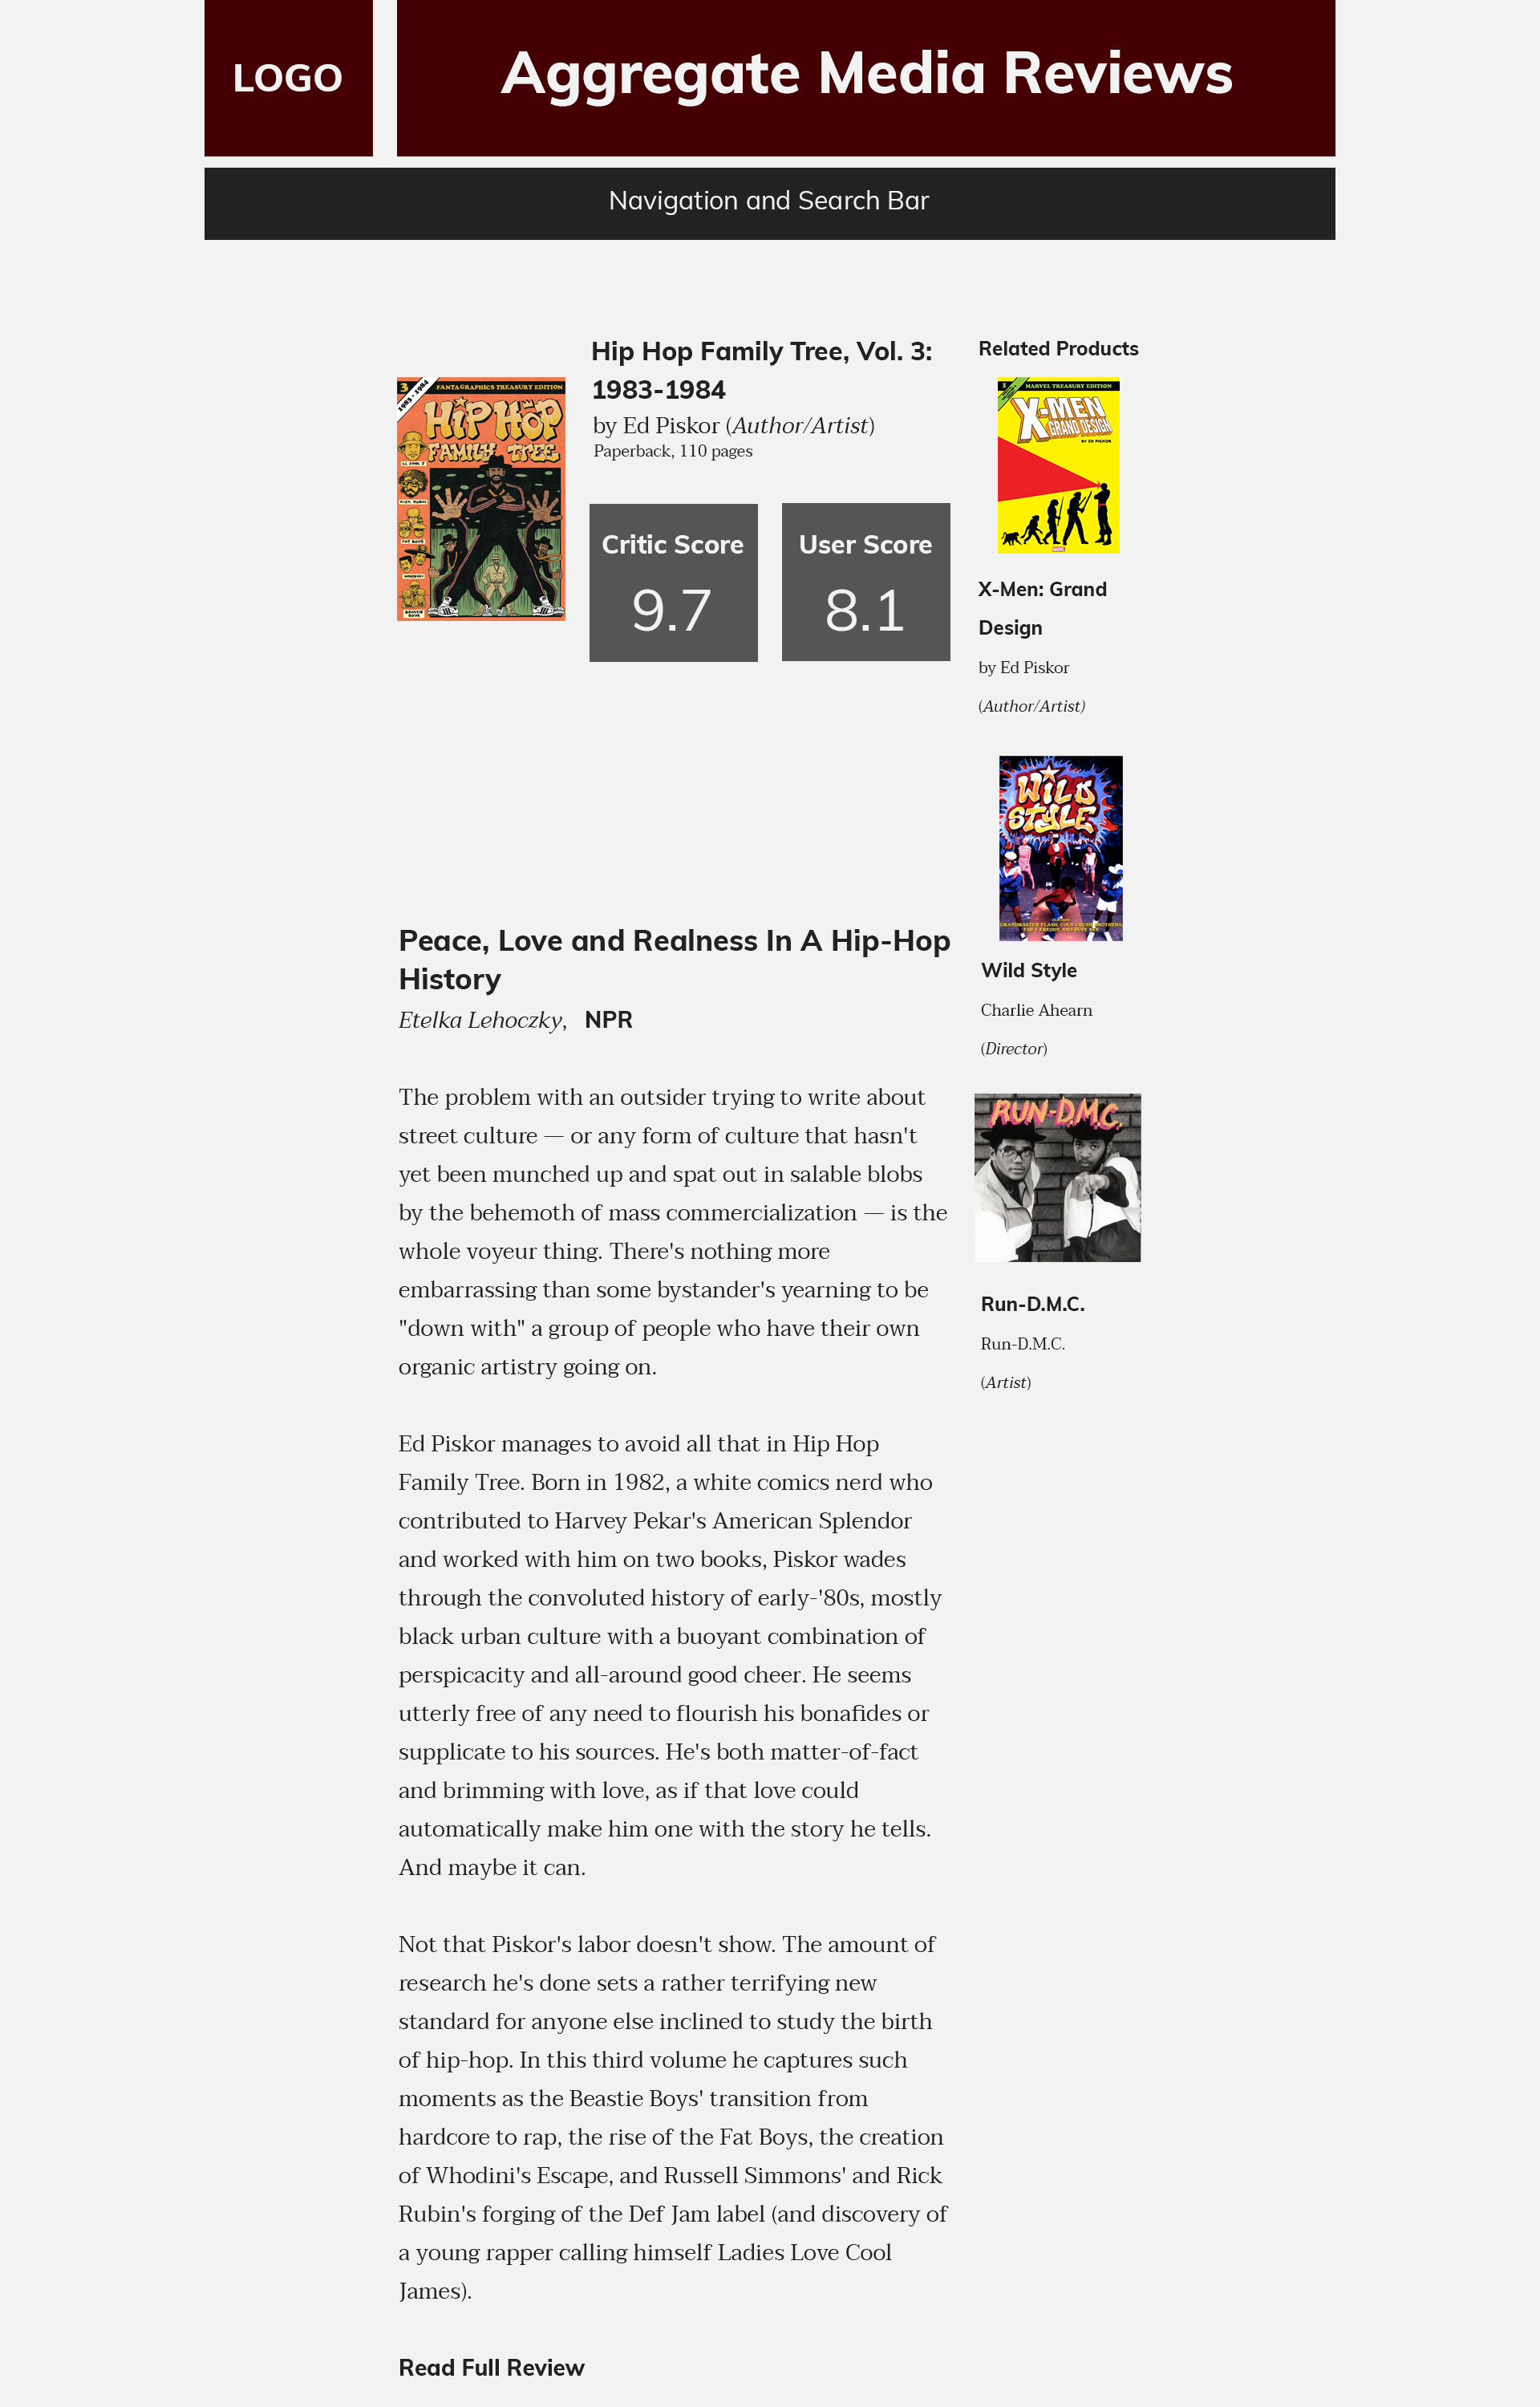 LOGO
Aggregate Media Reviews
Navigation and Search Bar
3
1983 - 1984
FANTAGRAPHICS TREASURY EDITION
HIP HOP
FAMILY TREE
LL COOL J
RICK RUBIN
FAT BOYS
WHODINI
BEASTIE
BOYS
Hip Hop Family Tree, Vol. 3:
1983-1984
by Ed Piskor (Author/Artist)
Paperback, 110 pages
Critic Score
9.7
User Score
8.1
Related Products
1
MARVEL TREASURY EDITION
X-MEN
GRAND DESIGN
BY ED PISKOR
MARVEL
X-Men: Grand
Design
by Ed Piskor
(Author/Artist)
WILD
STYLE
Wild Style
Charlie Ahearn
(Director)
RUN-D.M.C.
Run-D.M.C.
Run-D.M.C.
(Artist)
Peace, Love and Realness In A Hip-Hop
History
Etelka Lehoczky, NPR
The problem with an outsider trying to write about
street culture — or any form of culture that hasn't
yet been munched up and spat out in salable blobs
by the behemoth of mass commercialization — is the
whole voyeur thing. There's nothing more
embarrassing than some bystander's yearning to be
"down with" a group of people who have their own
organic artistry going on.
Ed Piskor manages to avoid all that in Hip Hop
Family Tree. Born in 1982, a white comics nerd who
contributed to Harvey Pekar's American Splendor
and worked with him on two books, Piskor wades
through the convoluted history of early-'80s, mostly
black urban culture with a buoyant combination of
perspicacity and all-around good cheer. He seems
utterly free of any need to flourish his bonafides or
supplicate to his sources. He's both matter-of-fact
and brimming with love, as if that love could
automatically make him one with the story he tells.
And maybe it can.
Not that Piskor's labor doesn't show. The amount of
research he's done sets a rather terrifying new
standard for anyone else inclined to study the birth
of hip-hop. In this third volume he captures such
moments as the Beastie Boys' transition from
hardcore to rap, the rise of the Fat Boys, the creation
of Whodini's Escape, and Russell Simmons' and Rick
Rubin's forging of the Def Jam label (and discovery of
a young rapper calling himself Ladies Love Cool
James).
Read Full Review